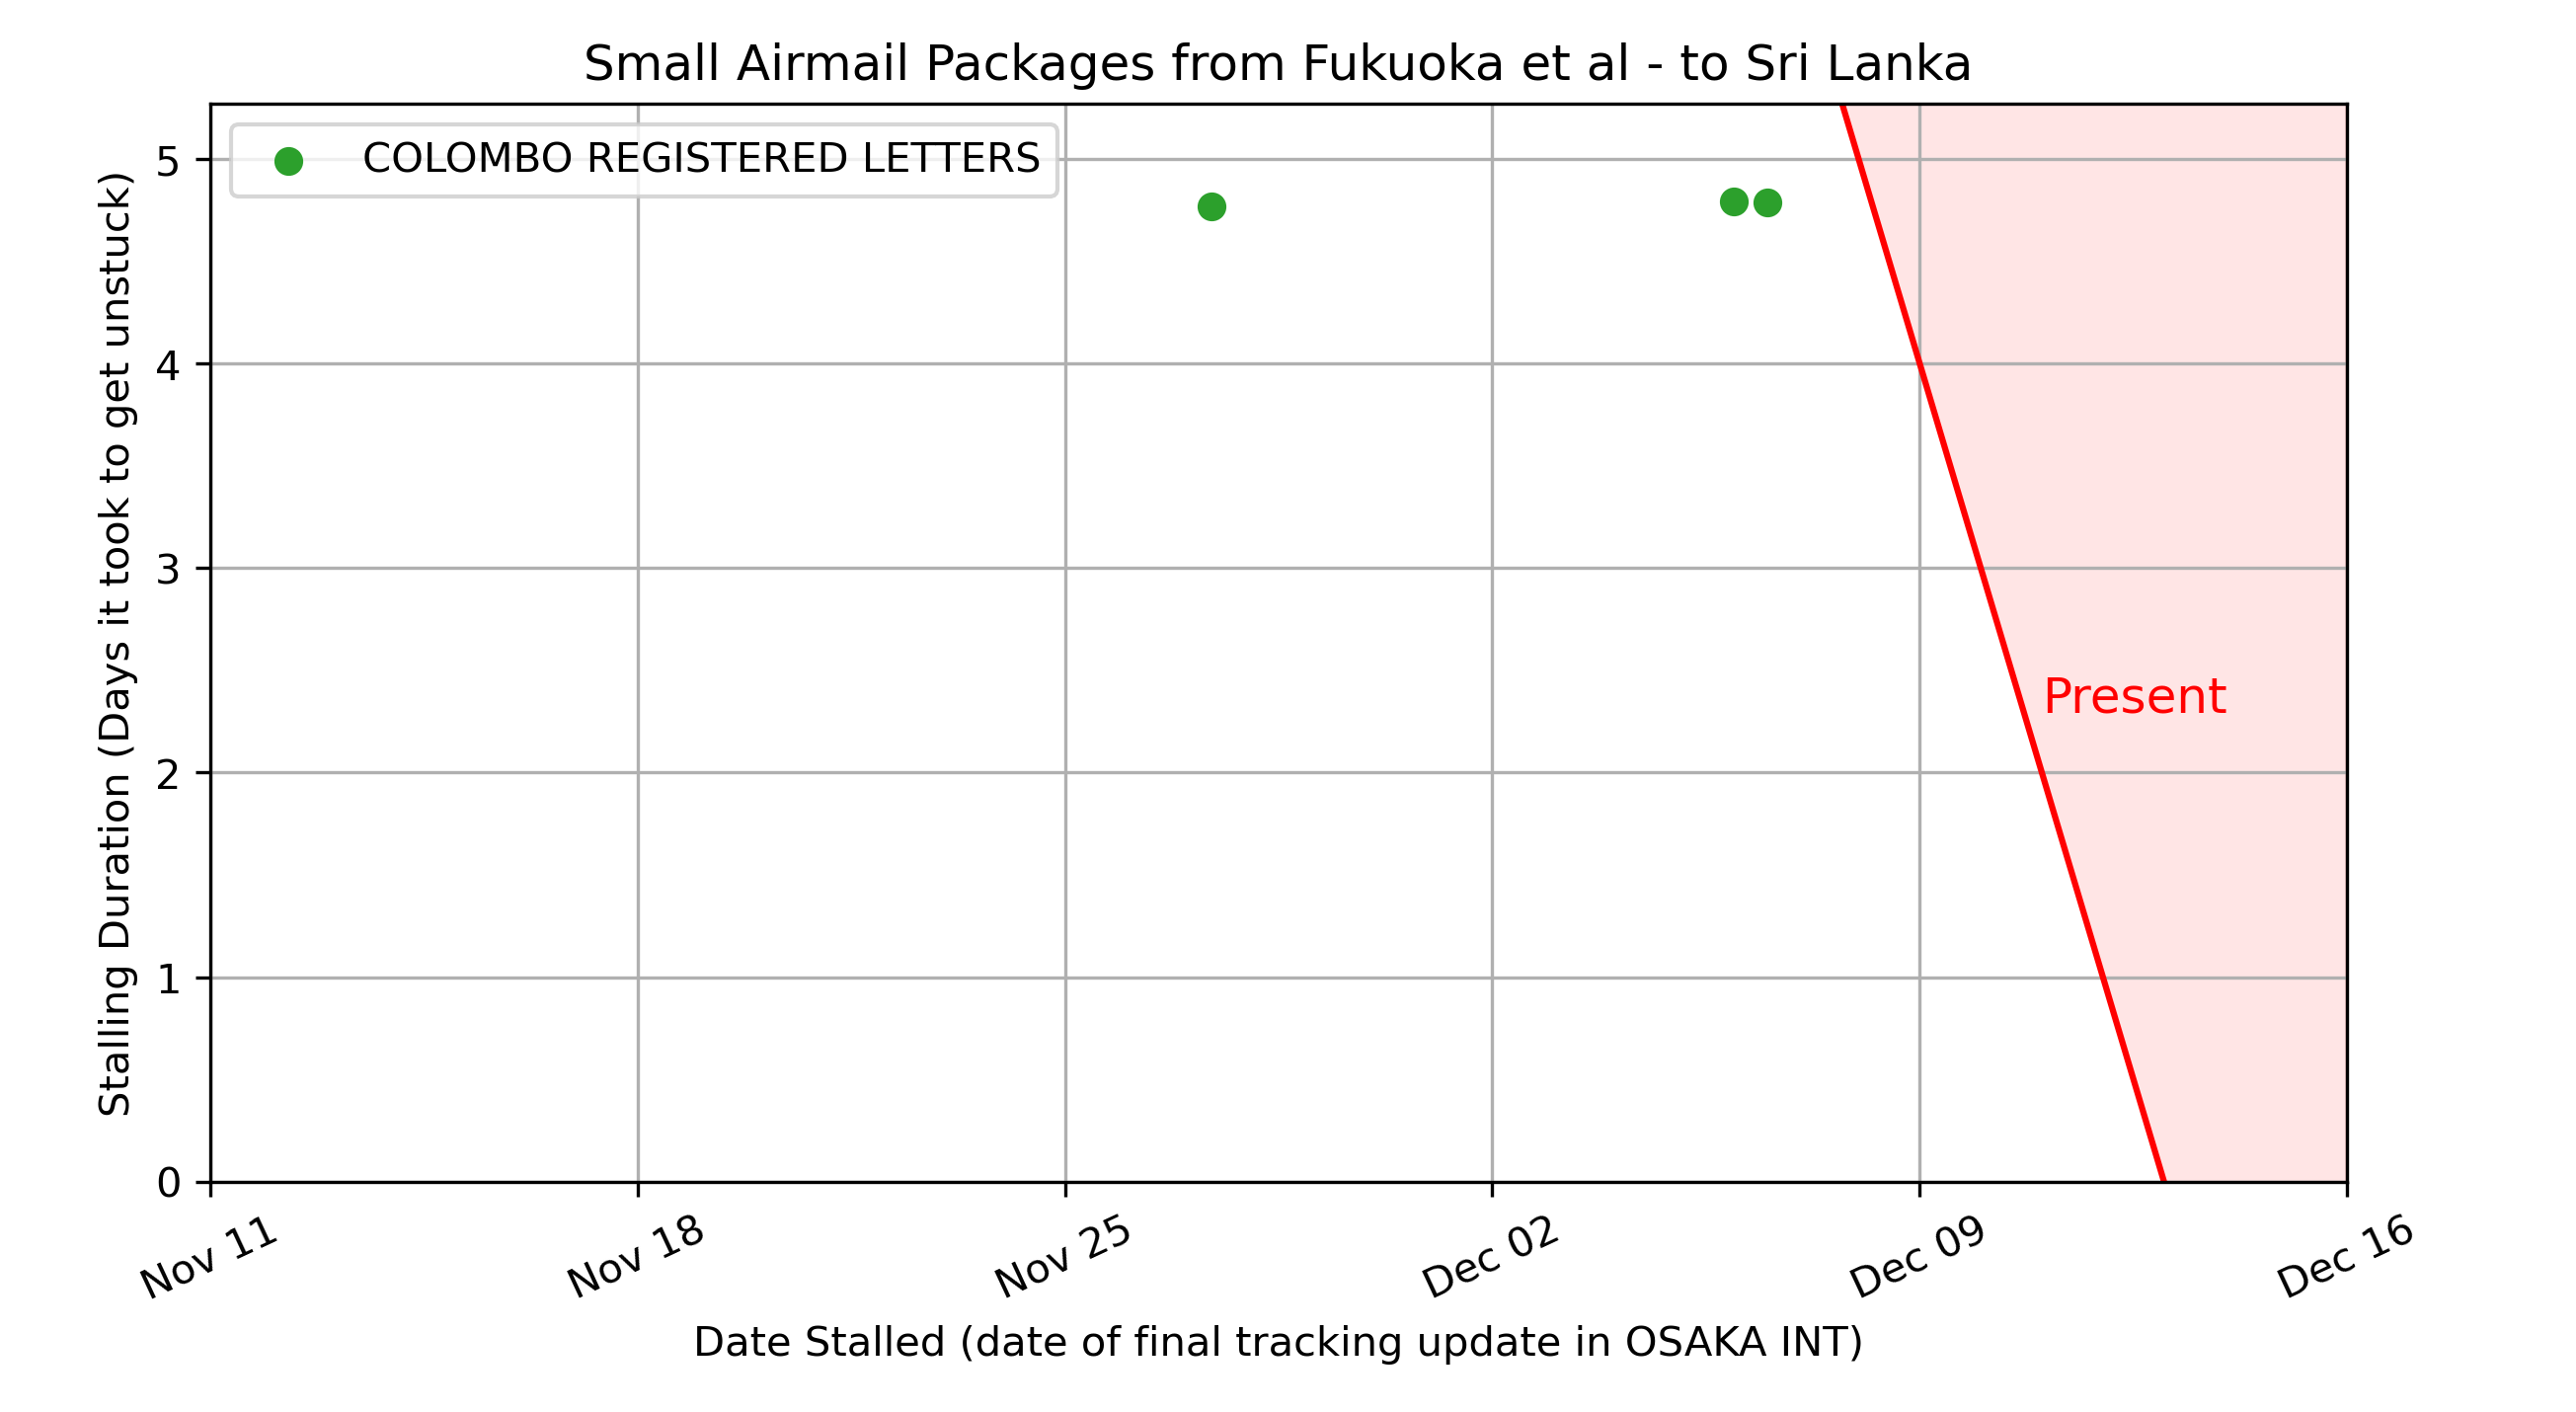 Small Airmail Packages from Fukuoka et al - to Sri Lanka
COLOMBO REGISTERED LETTERS
Stalling Duration (Days it took to get unstuck)
5
4
3
2
1
0
Present
Nov 11
Nov 18
Nov 25
Dec 02
Dec 09
Dec 16
Date Stalled (date of final tracking update in OSAKA INT)